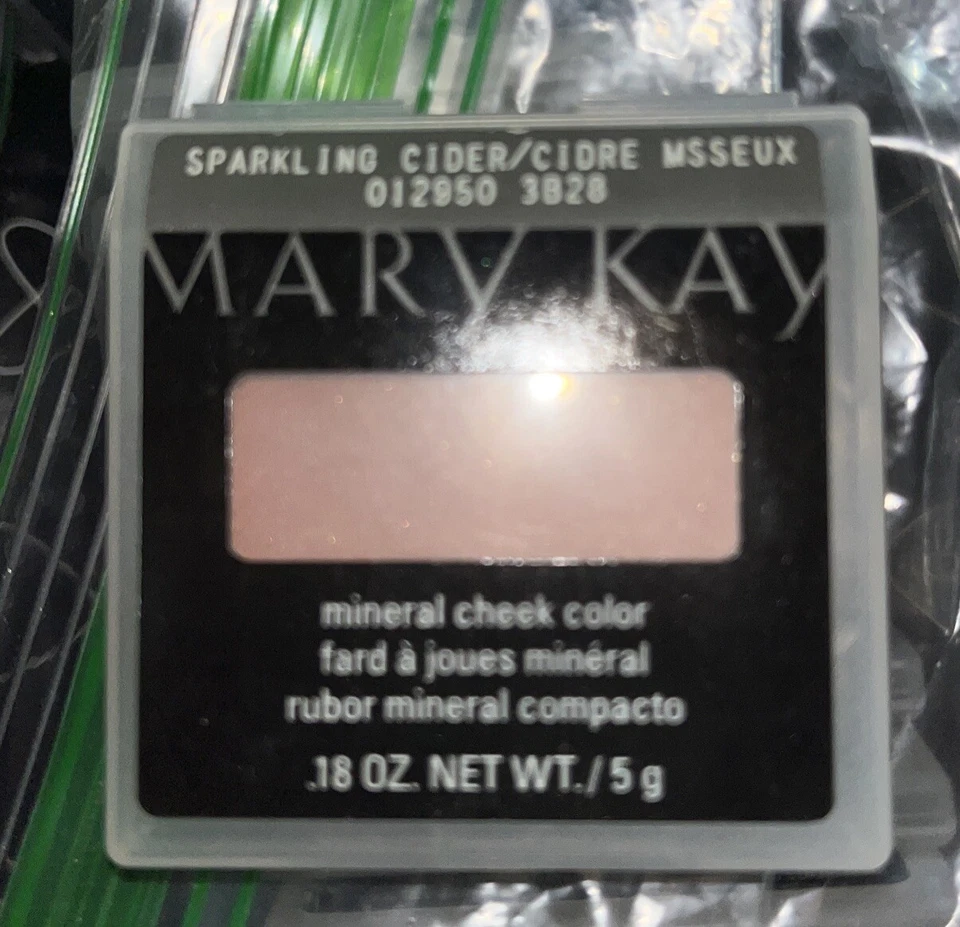 SPARKLING CIDER/CIDRE MSSEUX
012950 3B28
MARY KAY
mineral cheek color
fard à joues minéral
rubor mineral compacto
.18 OZ. NET WT./5 g